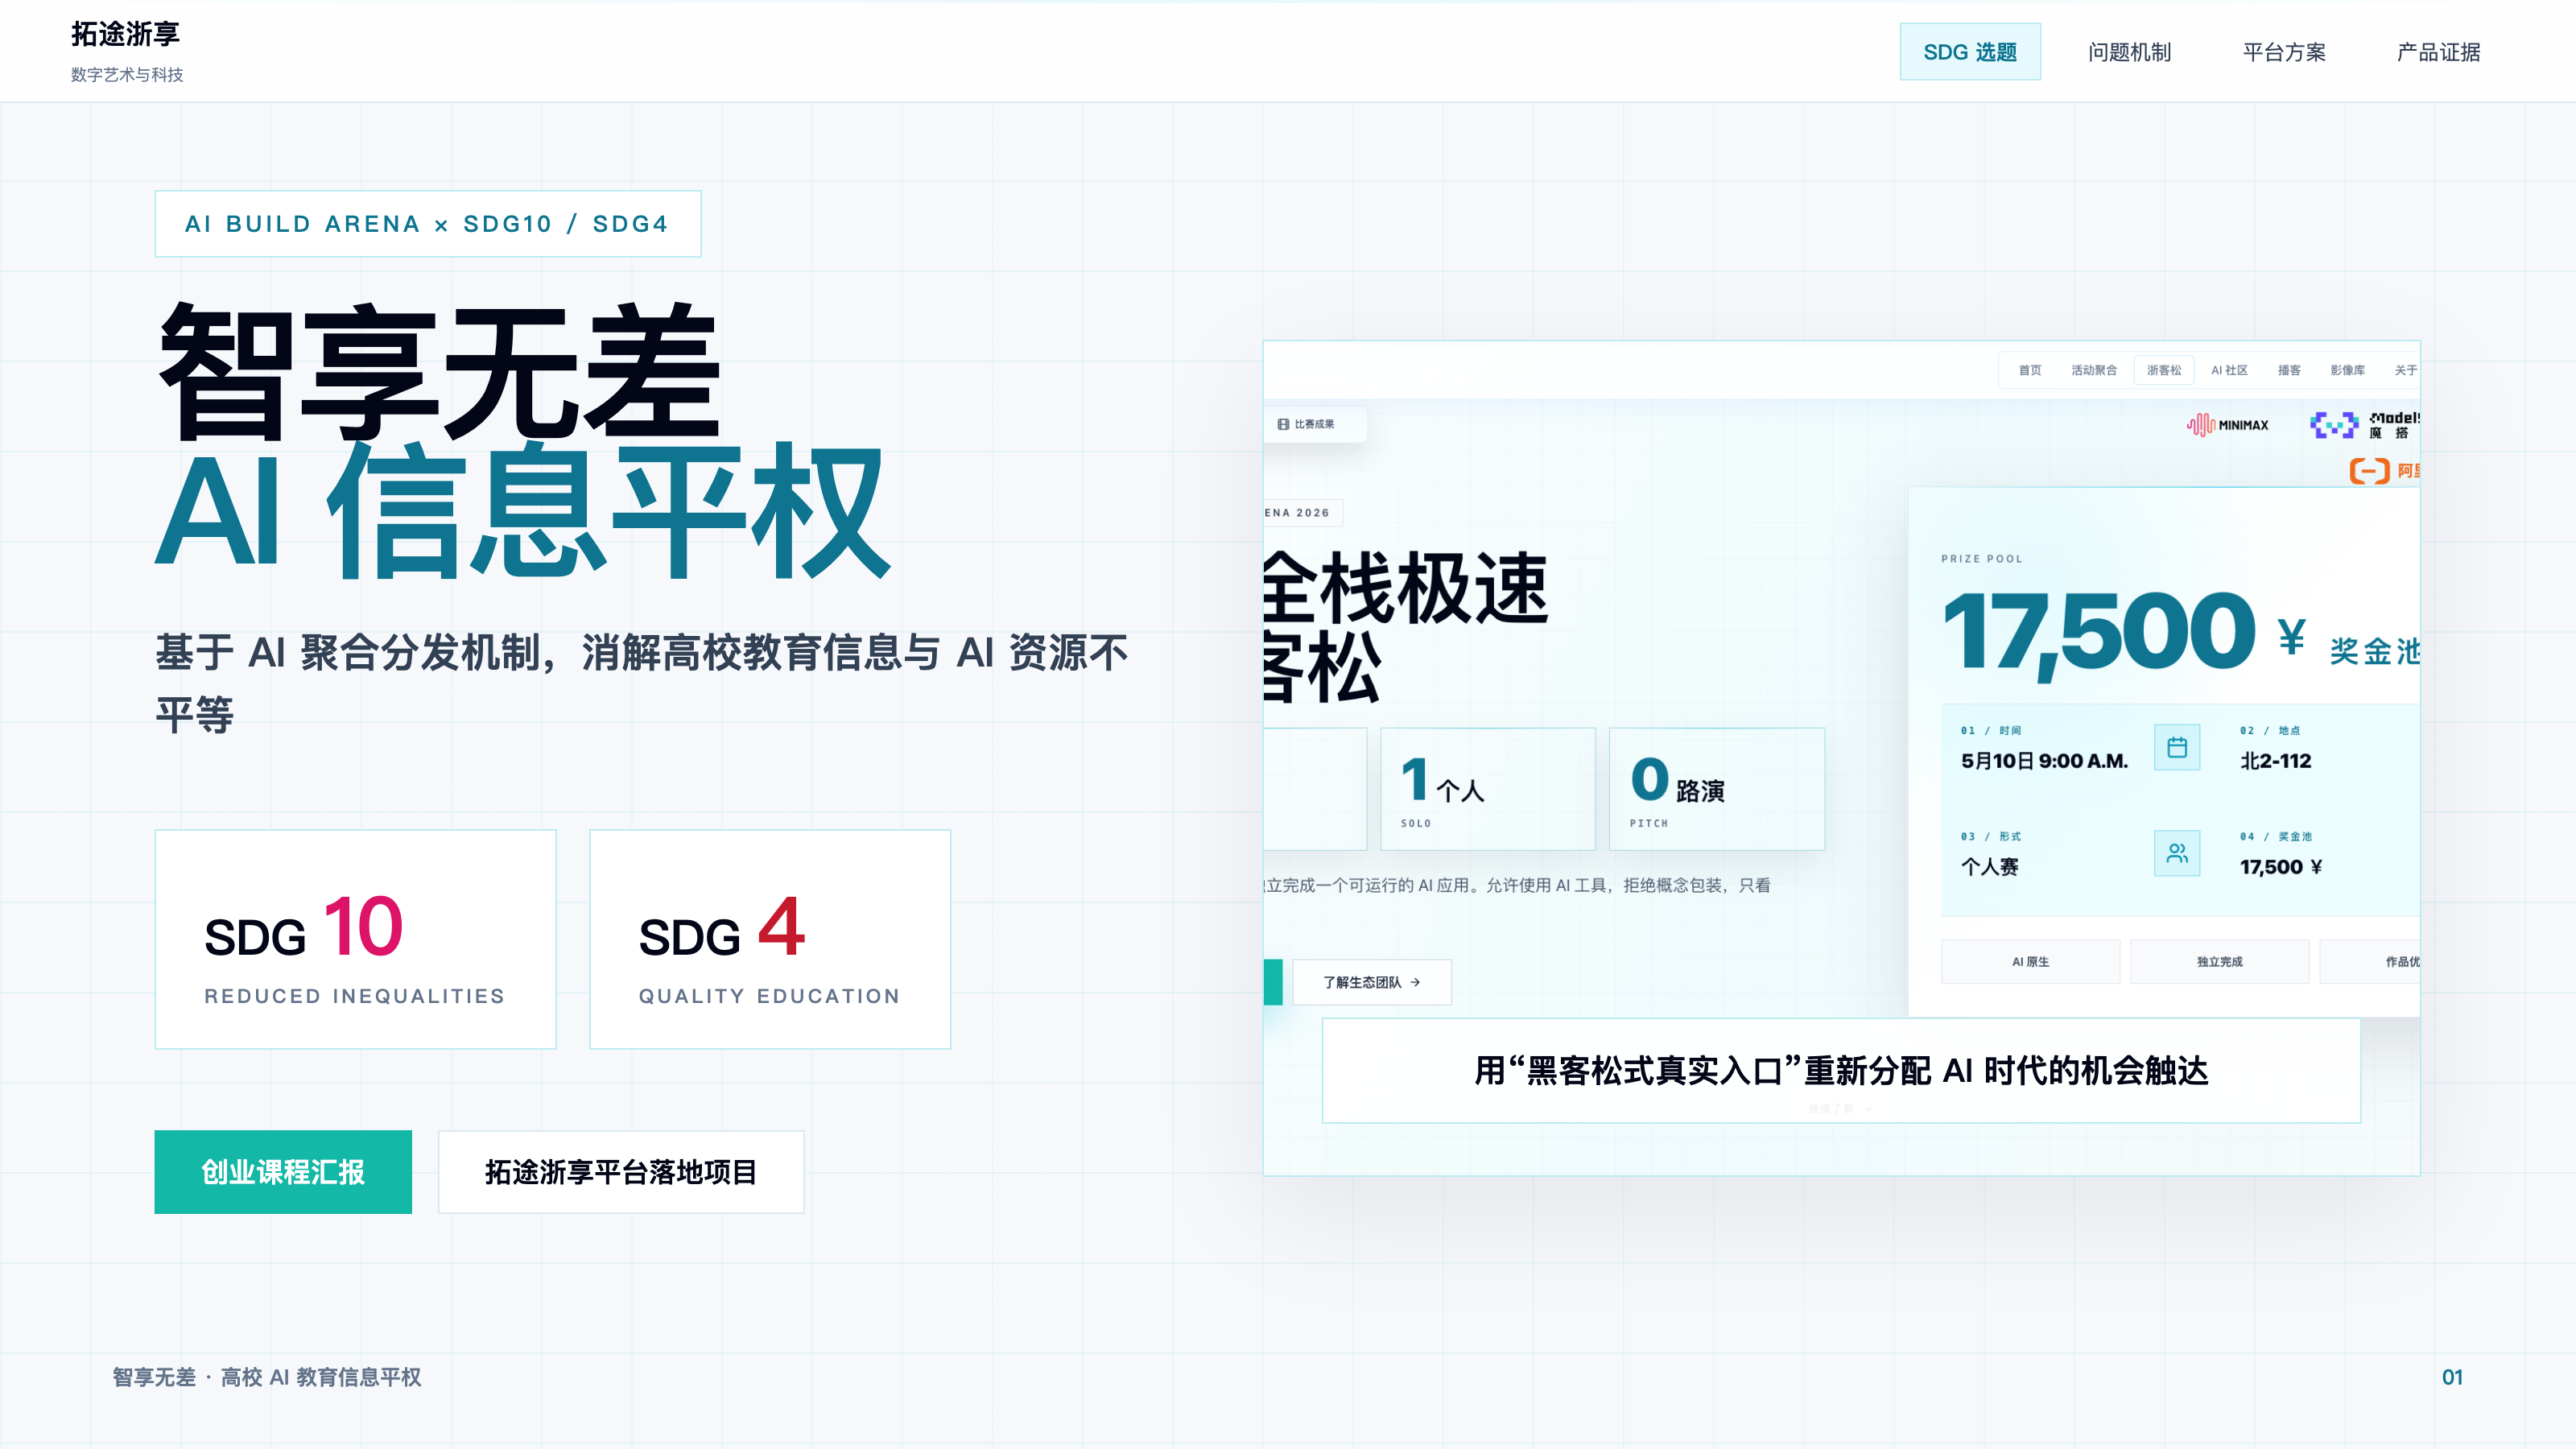 拓途浙享
数字艺术与科技
SDG 选题
问题机制
平台方案
产品证据
AI BUILD ARENA × SDG10 / SDG4
智享无差
AI 信息平权
基于 AI 聚合分发机制，消解高校教育信息与 AI 资源不
平等
SDG 10
REDUCED INEQUALITIES
SDG 4
QUALITY EDUCATION
创业课程汇报
拓途浙享平台落地项目
首页 活动聚合 浙客松 AI 社区 播客 影像库 关于
比赛成果
MINIMAX
Model
魔 搭
阿里
ENA 2026
全栈极速
客松
1 个人
SOLO
0 路演
PITCH
立完成一个可运行的 AI 应用。允许使用 AI 工具，拒绝概念包装，只看
了解生态团队 →
PRIZE POOL
17,500 ¥ 奖金池
01 / 时间
5月10日 9:00 A.M.
02 / 地点
北2-112
03 / 形式
个人赛
04 / 奖金池
17,500 ¥
AI 原生
独立完成
作品优
用“黑客松式真实入口”重新分配 AI 时代的机会触达
继续了解
智享无差 · 高校 AI 教育信息平权
01